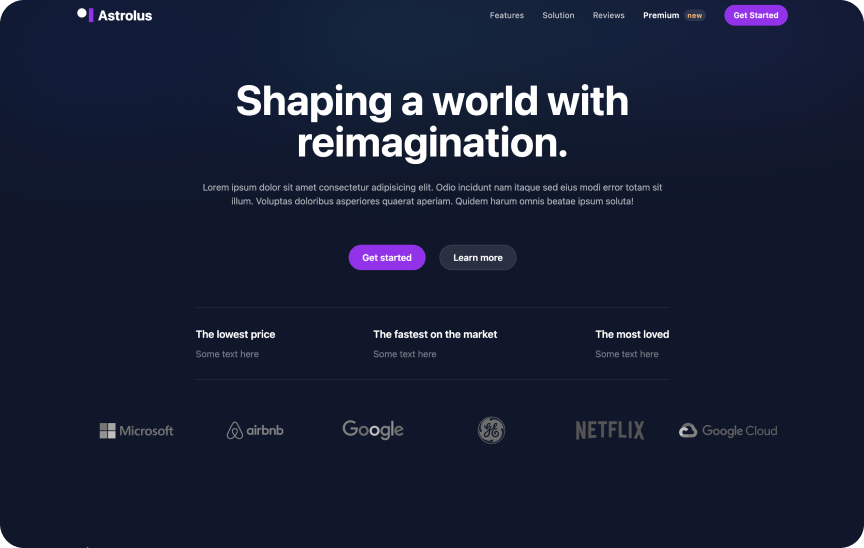 Astrolus
Features
Solution
Reviews
Premium new
Get Started
Shaping a world with
reimagination.
Lorem ipsum dolor sit amet consectetur adipisicing elit. Odio incidunt nam itaque sed eius modi error totam sit
illum. Voluptas doloribus asperiores quaerat aperiam. Quidem harum omnis beatae ipsum soluta!
Get started
Learn more
The lowest price
Some text here
The fastest on the market
Some text here
The most loved
Some text here
Microsoft
airbnb
Google
GE
NETFLIX
Google Cloud